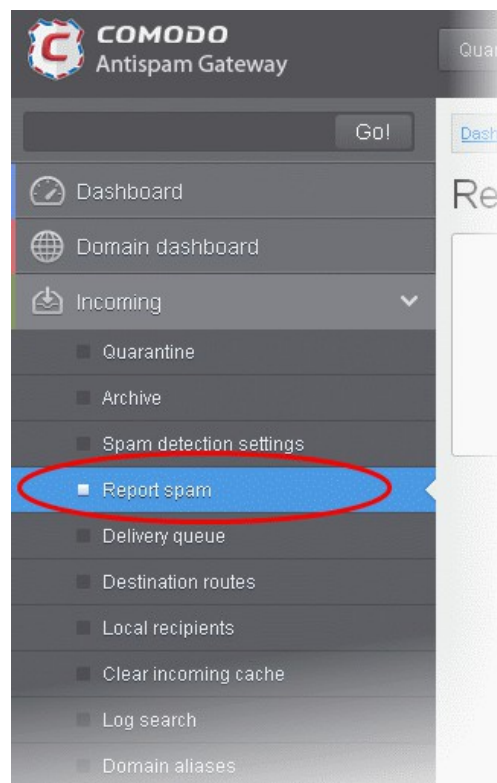 COMODO
Antispam Gateway
Go!
Dashboard
Domain dashboard
Incoming
Quarantine
Archive
Spam detection settings
Report spam
Delivery queue
Destination routes
Local recipients
Clear incoming cache
Log search
Domain aliases
Quar
Dash
Re